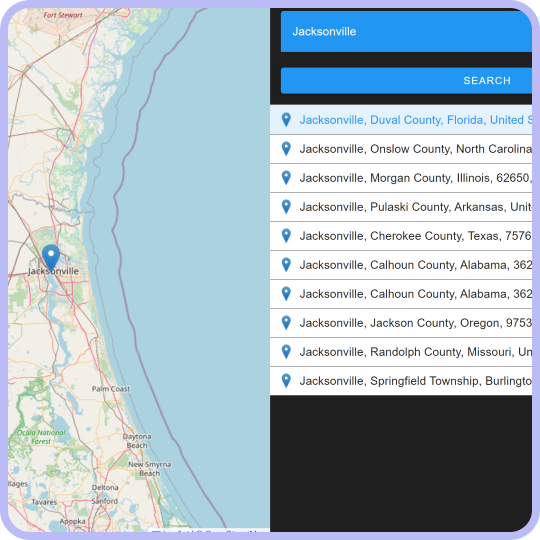 Fort Stewart
Jacksonville
Palm Coast
Ocala National
Forest
Daytona
Beach
New Smyrna
Beach
Deltona
Sanford
Tavares
Apopka
Jacksonville
SEARCH
Jacksonville, Duval County, Florida, United
Jacksonville, Onslow County, North Carolina
Jacksonville, Morgan County, Illinois, 62650,
Jacksonville, Pulaski County, Arkansas, Unit
Jacksonville, Cherokee County, Texas, 7576
Jacksonville, Calhoun County, Alabama, 362
Jacksonville, Calhoun County, Alabama, 362
Jacksonville, Jackson County, Oregon, 9753
Jacksonville, Randolph County, Missouri, Un
Jacksonville, Springfield Township, Burlingto